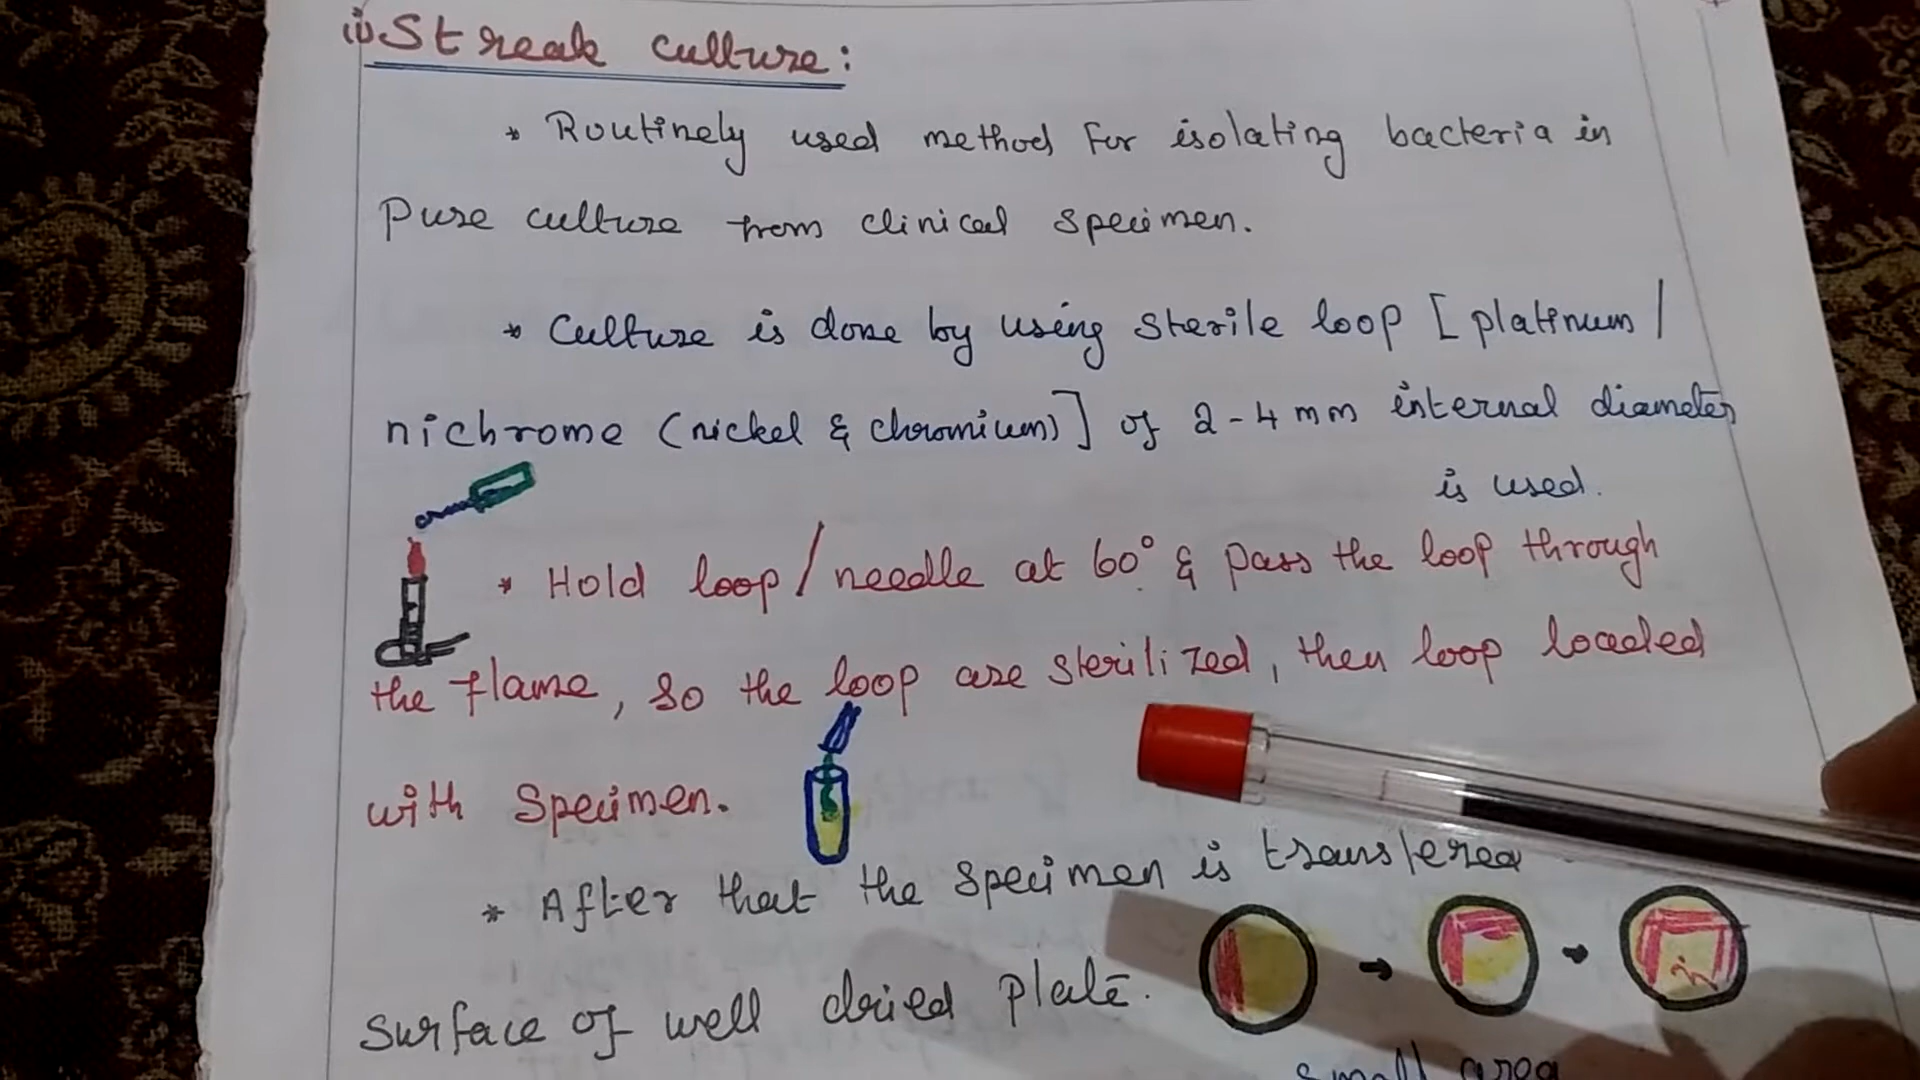 i) Streak culture:
* Routinely used method for isolating bacteria in
Pure culture from clinical specimen.
* Culture is done by using sterile loop [platinum /
nichrome (nickel & chromium)] of 2-4 mm internal diameter
is used.
* Hold loop/needle at 60° & pass the loop through
the flame, so the loop are sterilized, then loop loaded
with specimen.
* After that the specimen is transfered
surface of well dried plate.
small area